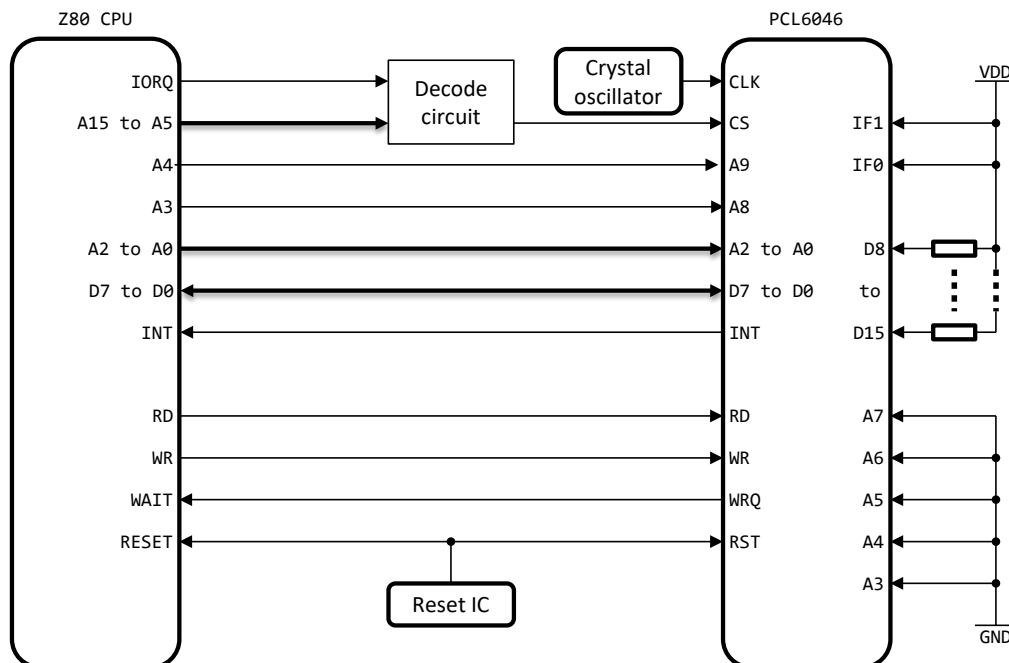 Z80 CPU
PCL6046
IORQ
A15 to A5
A4
A3
A2 to A0
D7 to D0
INT
RD
WR
WAIT
RESET
Decode
circuit
Crystal
oscillator
Reset IC
CLK
CS
A9
A8
A2 to A0
D7 to D0
INT
RD
WR
WRQ
RST
IF1
IF0
D8
to
D15
A7
A6
A5
A4
A3
VDD
GND